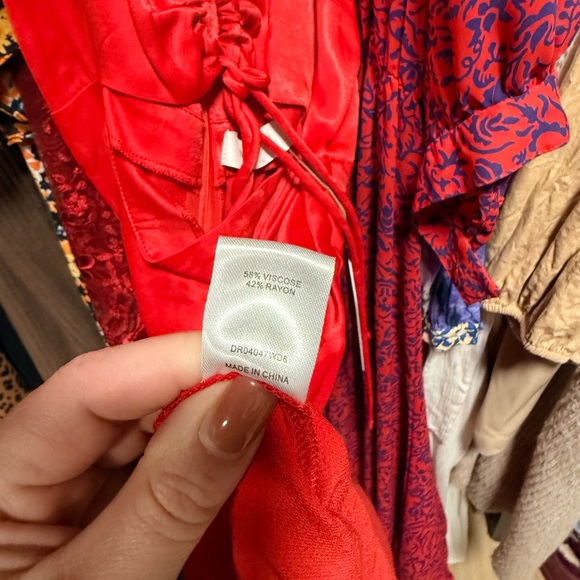 58% VISCOSE
42% RAYON
DR04047WD8
MADE IN CHINA